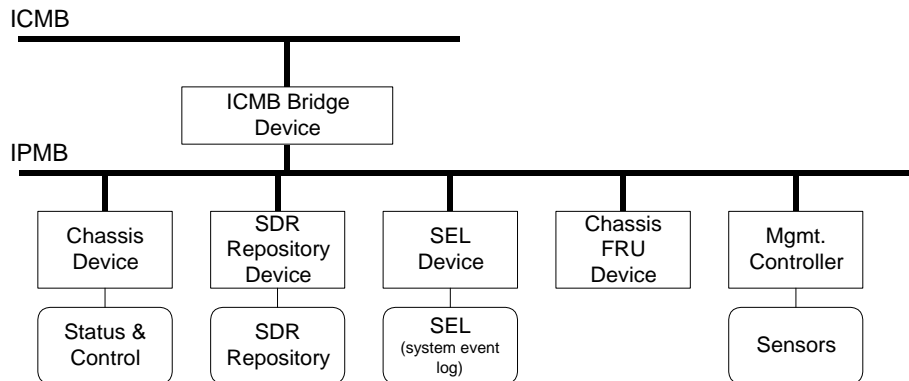 ICMB
ICMB Bridge
Device
IPMB
Chassis
Device
SDR
Repository
Device
SEL
Device
Chassis
FRU
Device
Mgmt.
Controller
Status &
Control
SDR
Repository
SEL
(system event
log)
Sensors